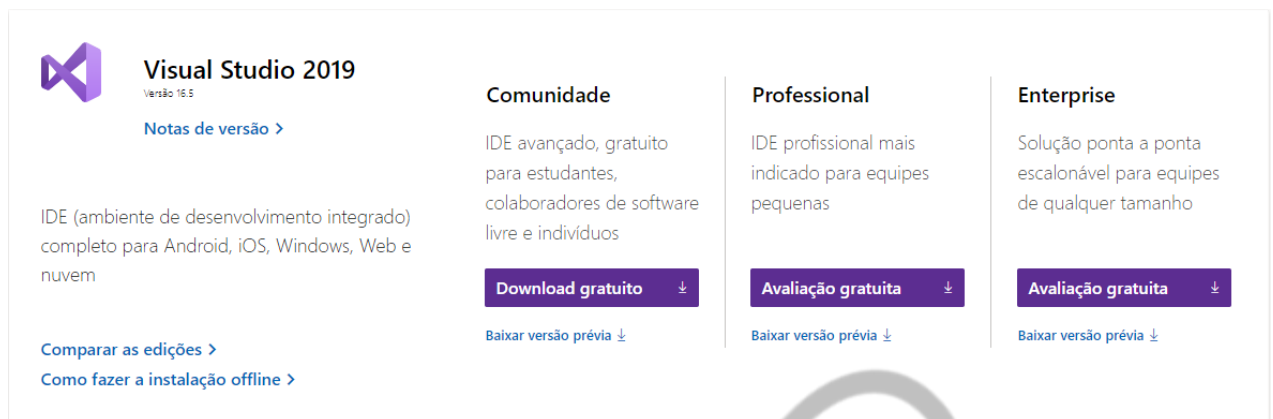 Visual Studio 2019
Versão 16.5
Notas de versão >
IDE (ambiente de desenvolvimento integrado)
completo para Android, iOS, Windows, Web e
nuvem
Comparar as edições >
Como fazer a instalação offline >
Comunidade
IDE avançado, gratuito
para estudantes,
colaboradores de software
livre e indivíduos
Download gratuito
Baixar versão prévia
Professional
IDE profissional mais
indicado para equipes
pequenas
Avaliação gratuita
Baixar versão prévia
Enterprise
Solução ponta a ponta
escalonável para equipes
de qualquer tamanho
Avaliação gratuita
Baixar versão prévia